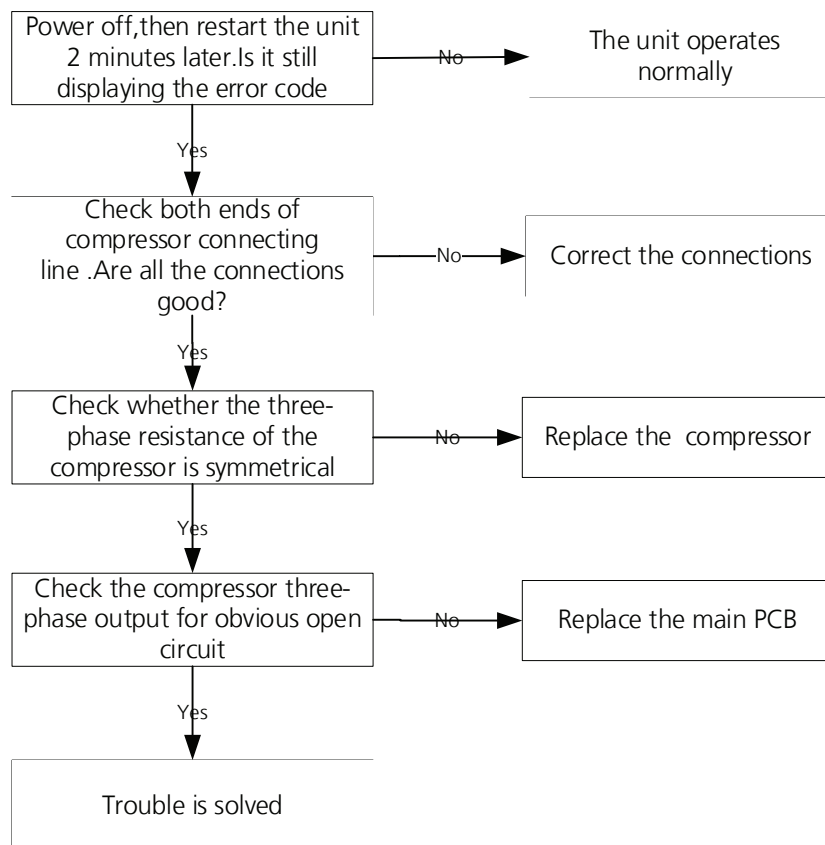 Power off,then restart the unit
2 minutes later.Is it still
displaying the error code
No
The unit operates
normally
Yes
Check both ends of
compressor connecting
line .Are all the connections
good?
No
Correct the connections
Yes
Check whether the three-
phase resistance of the
compressor is symmetrical
No
Replace the compressor
Yes
Check the compressor three-
phase output for obvious open
circuit
No
Replace the main PCB
Yes
Trouble is solved